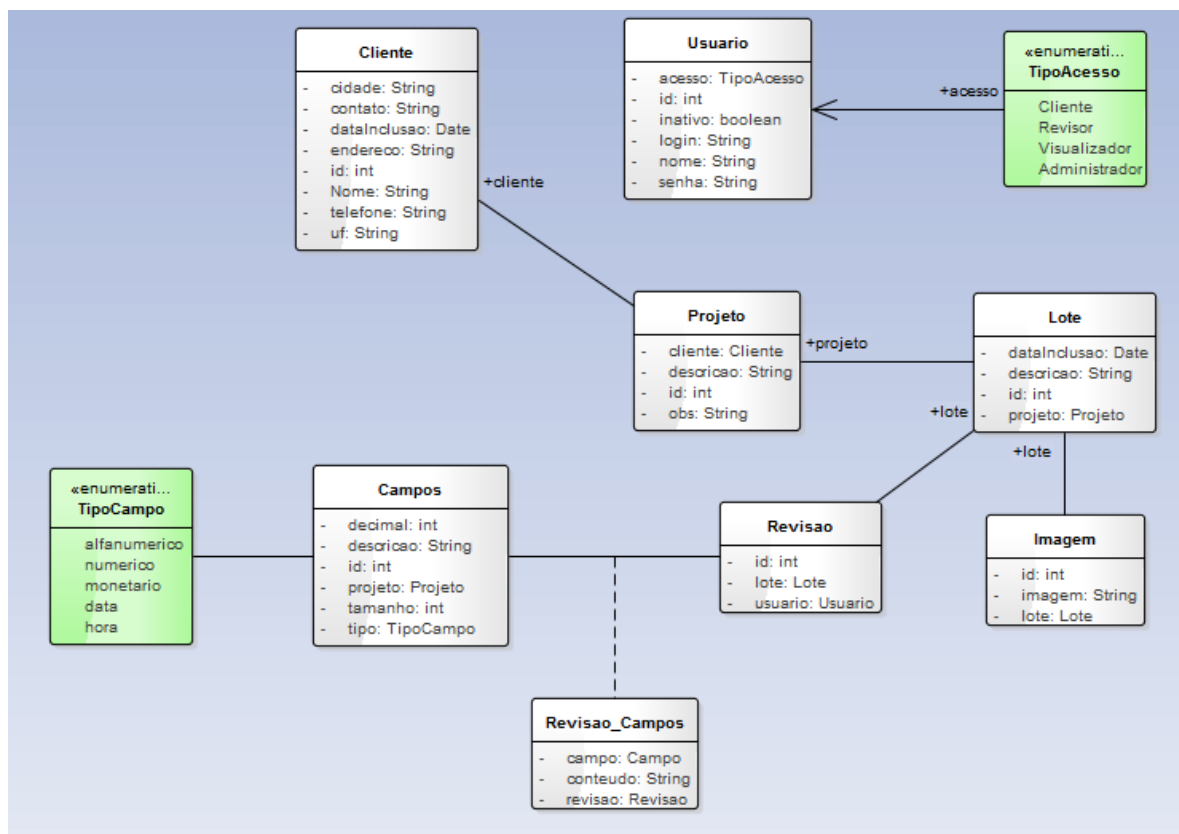 Cliente
- cidade: String
- contato: String
- dataInclusao: Date
- endereco: String
- id: int
- Nome: String
- telefone: String
- uf: String
+cliente
Usuario
- acesso: TipoAcesso
- id: int
- inativo: boolean
- login: String
- nome: String
- senha: String
+acesso
«enumerati...
TipoAcesso
Cliente
Revisor
Visualizador
Administrador
Projeto
- cliente: Cliente
- descricao: String
- id: int
- obs: String
+projeto
Lote
- dataInclusao: Date
- descricao: String
- id: int
- projeto: Projeto
+lote
+lote
«enumerati...
TipoCampo
alfanumerico
numerico
monetario
data
hora
Campos
- decimal: int
- descricao: String
- id: int
- projeto: Projeto
- tamanho: int
- tipo: TipoCampo
Revisao
- id: int
- lote: Lote
- usuario: Usuario
Imagem
- id: int
- imagem: String
- lote: Lote
Revisao_Campos
- campo: Campo
- conteudo: String
- revisao: Revisao